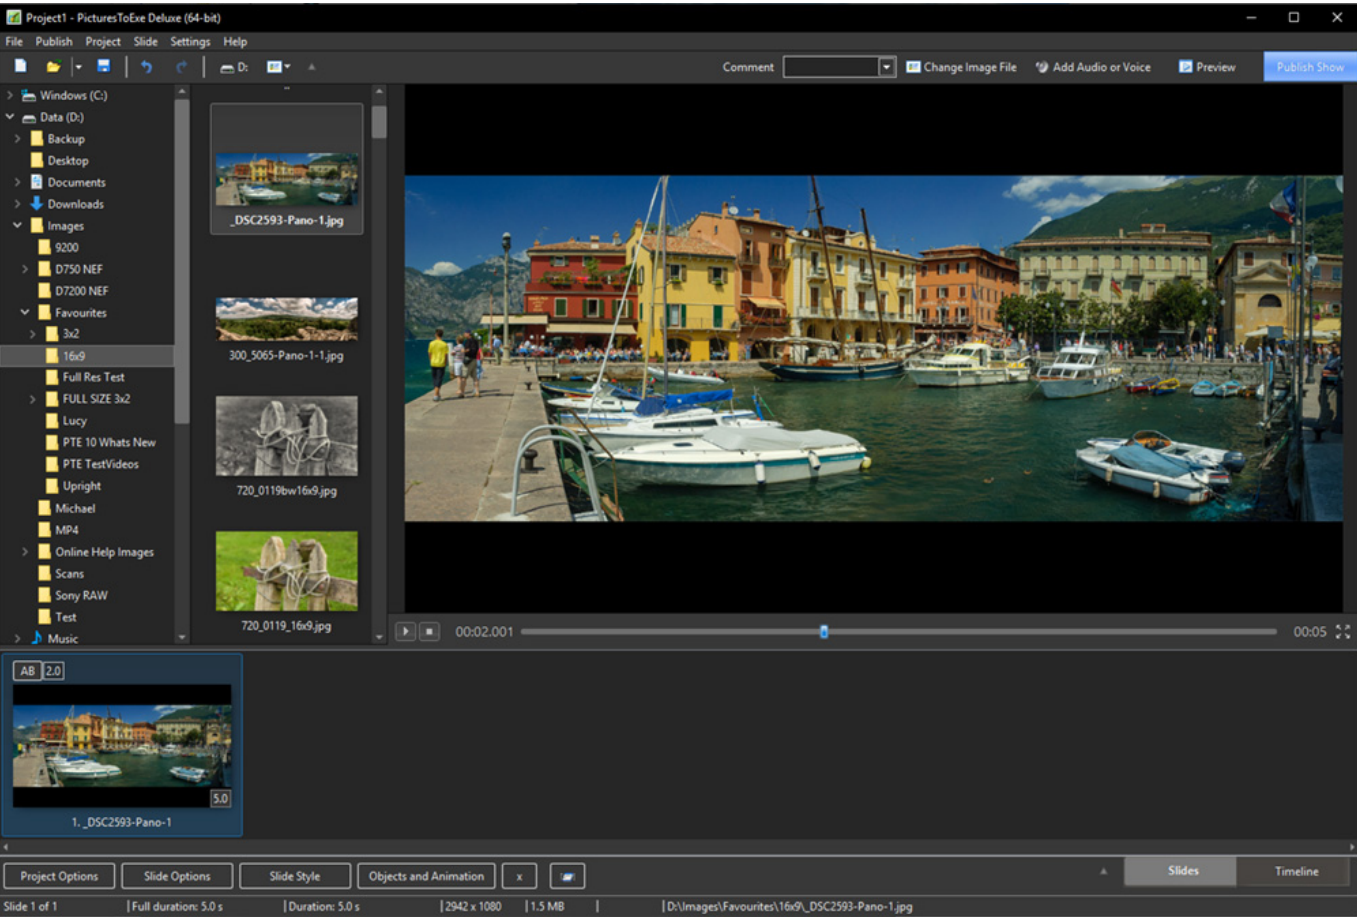 Project1 - PicturesToExe Deluxe (64-bit)
File Publish Project Slide Settings Help
D: Comment Change Image File Add Audio or Voice Preview Publish Show
Windows (C:)
Data (D:)
Backup
Desktop
Documents
Downloads
Images
9200
D750 NEF
D7200 NEF
Favourites
3x2
16x9
Full Res Test
FULL SIZE 3x2
Lucy
PTE 10 Whats New
PTE TestVideos
Upright
Michael
MP4
Online Help Images
Scans
Sony RAW
Test
Music
..
_DSC2593-Pano-1.jpg
300_5065-Pano-1-1.jpg
720_0119bw16x9.jpg
720_0119_16x9.jpg
00:02.001 00:05
AB 2.0
5.0
1. _DSC2593-Pano-1
Project Options Slide Options Slide Style Objects and Animation x Slides Timeline
Slide 1 of 1 |Full duration: 5.0 s |Duration: 5.0 s |2942 x 1080 |1.5 MB | |D:\Images\Favourites\16x9\_DSC2593-Pano-1.jpg